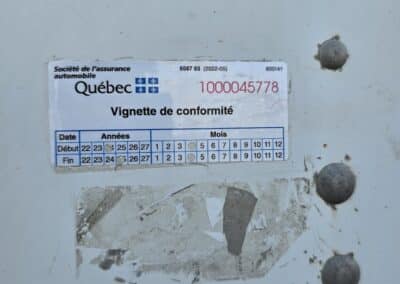 Société de l'assurance
automobile
Québec
6067 83 (2022-05)
1000045778
Vignette de conformité
Date Années Mois
Début 22 23 25 26 27 1 2 3 5 6 7 8 9 10 11 12
Fin 22 23 24 26 27 1 2 3 5 6 7 8 9 10 11 12